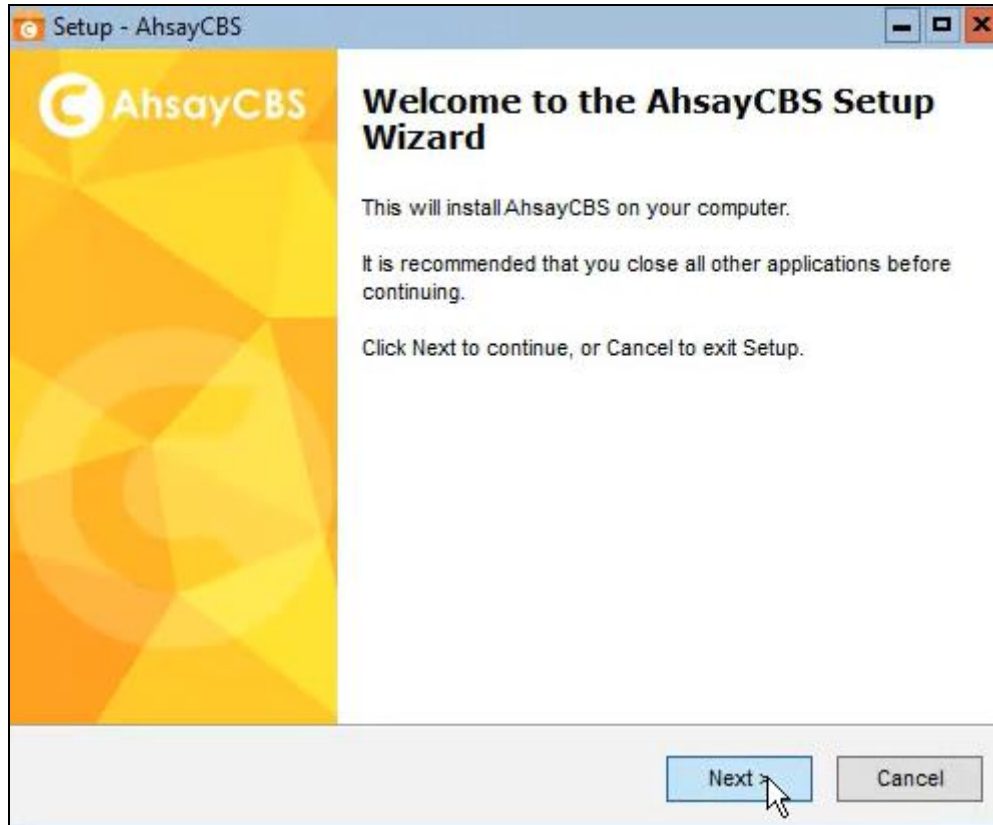 Setup - AhsayCBS
AhsayCBS
Welcome to the AhsayCBS Setup
Wizard
This will install AhsayCBS on your computer.
It is recommended that you close all other applications before
continuing.
Click Next to continue, or Cancel to exit Setup.
Next >
Cancel